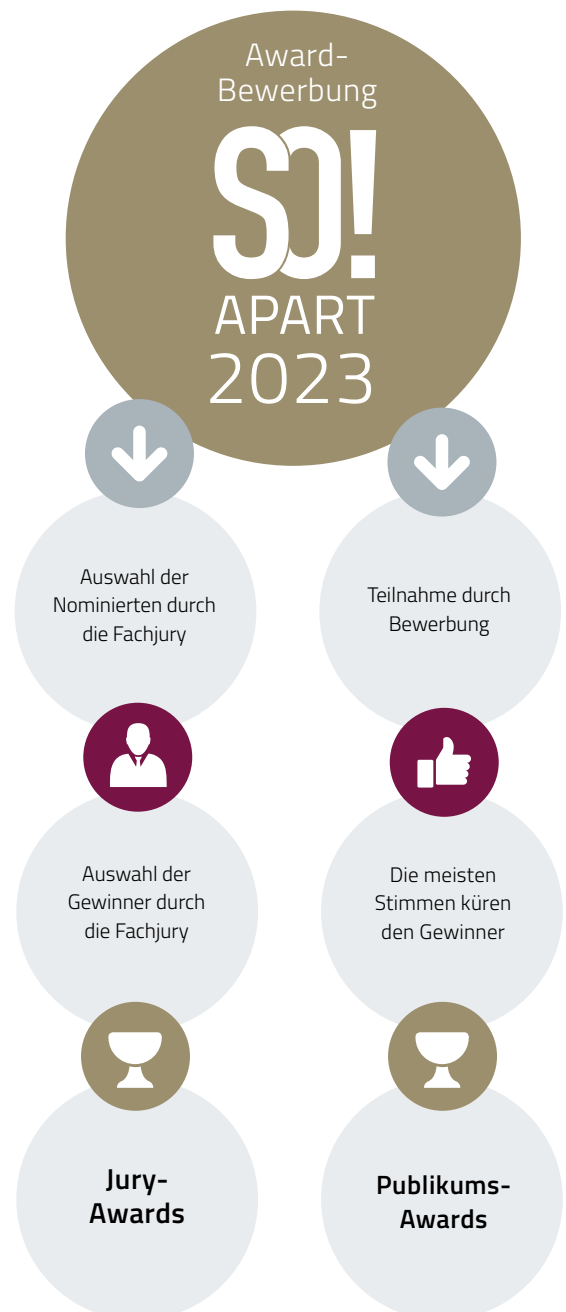 Award-
Bewerbung
SO!
APART
2023
Auswahl der
Nominierten durch
die Fachjury
Teilnahme durch
Bewerbung
Auswahl der
Gewinner durch
die Fachjury
Die meisten
Stimmen küren
den Gewinner
Jury-
Awards
Publikums-
Awards